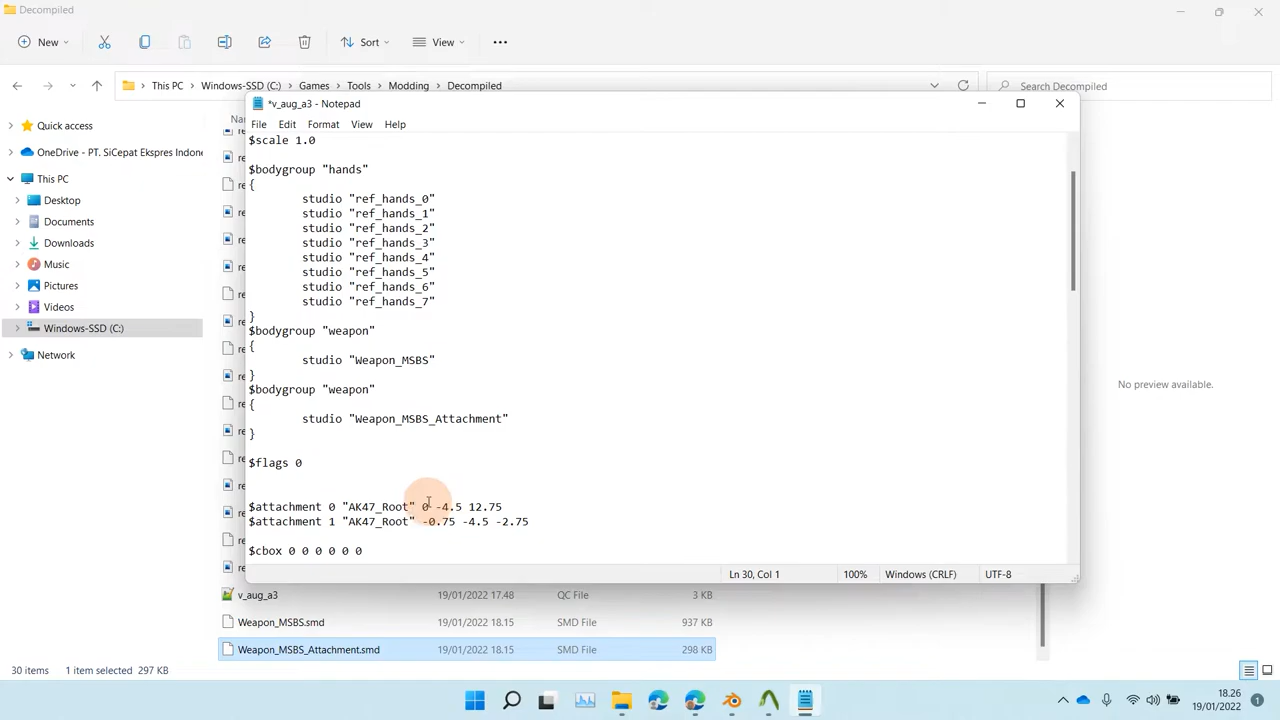 Decompiled
New
Sort
View
This PC
Windows-SSD (C:)
Games
Tools
Modding
Decompiled
Search Decompiled
*v_aug_a3 - Notepad
File Edit Format View Help
Quick access
OneDrive - PT. SiCepat Ekspres Indone
This PC
Desktop
Documents
Downloads
Music
Pictures
Videos
Windows-SSD (C:)
Network
$scale 1.0
$bodygroup "hands"
{
studio "ref_hands_0"
studio "ref_hands_1"
studio "ref_hands_2"
studio "ref_hands_3"
studio "ref_hands_4"
studio "ref_hands_5"
studio "ref_hands_6"
studio "ref_hands_7"
}
$bodygroup "weapon"
{
studio "Weapon_MSBS"
}
$bodygroup "weapon"
{
studio "Weapon_MSBS_Attachment"
}
$flags 0
$attachment 0 "AK47_Root" 0 -4.5 12.75
$attachment 1 "AK47_Root" -0.75 -4.5 -2.75
$cbox 0 0 0 0 0 0
Ln 30, Col 1
100%
Windows (CRLF)
UTF-8
No preview available.
v_aug_a3 19/01/2022 17.48 QC File 3 KB
Weapon_MSBS.smd 19/01/2022 18.15 SMD File 937 KB
Weapon_MSBS_Attachment.smd 19/01/2022 18.15 SMD File 298 KB
30 items 1 item selected 297 KB
18.26
19/01/2022
1